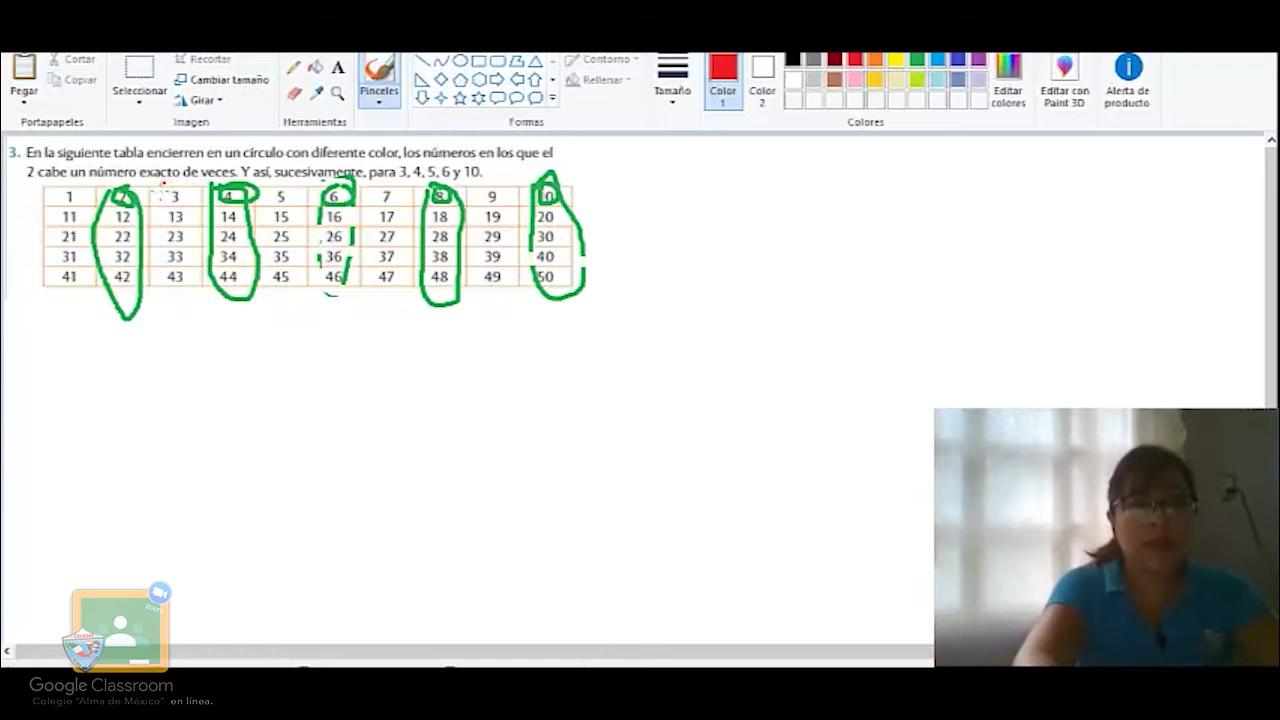 Cortar
Copiar
Pegar
Portapapeles
Seleccionar
Recortar
Cambiar tamaño
Girar
Imagen
A
Herramientas
Pinceles
Formas
Contorno
Rellenar
Tamaño
Color 1
Color 2
Editar colores
Colores
Editar con Paint 3D
Alerta de producto
3. En la siguiente tabla encierren en un círculo con diferente color, los números en los que el
2 cabe un número exacto de veces. Y así, sucesivamente, para 3, 4, 5, 6 y 10.
1 2 3 4 5 6 7 8 9 10
11 12 13 14 15 16 17 18 19 20
21 22 23 24 25 26 27 28 29 30
31 32 33 34 35 36 37 38 39 40
41 42 43 44 45 46 47 48 49 50
zoom
COLEGIO
Google Classroom
Colegio "Alma de México" en línea.